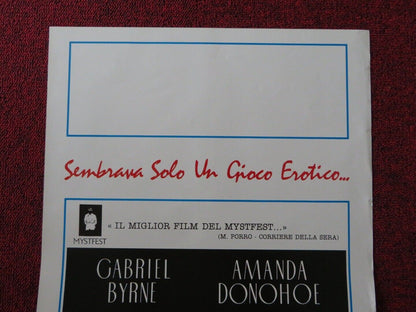 Sembrava Solo Un Gioco Erotico...
« IL MIGLIOR FILM DEL MYSTFEST...»
(M. PORRO - CORRIERE DELLA SERA)
MYSTFEST
GABRIEL BYRNE
AMANDA DONOHOE